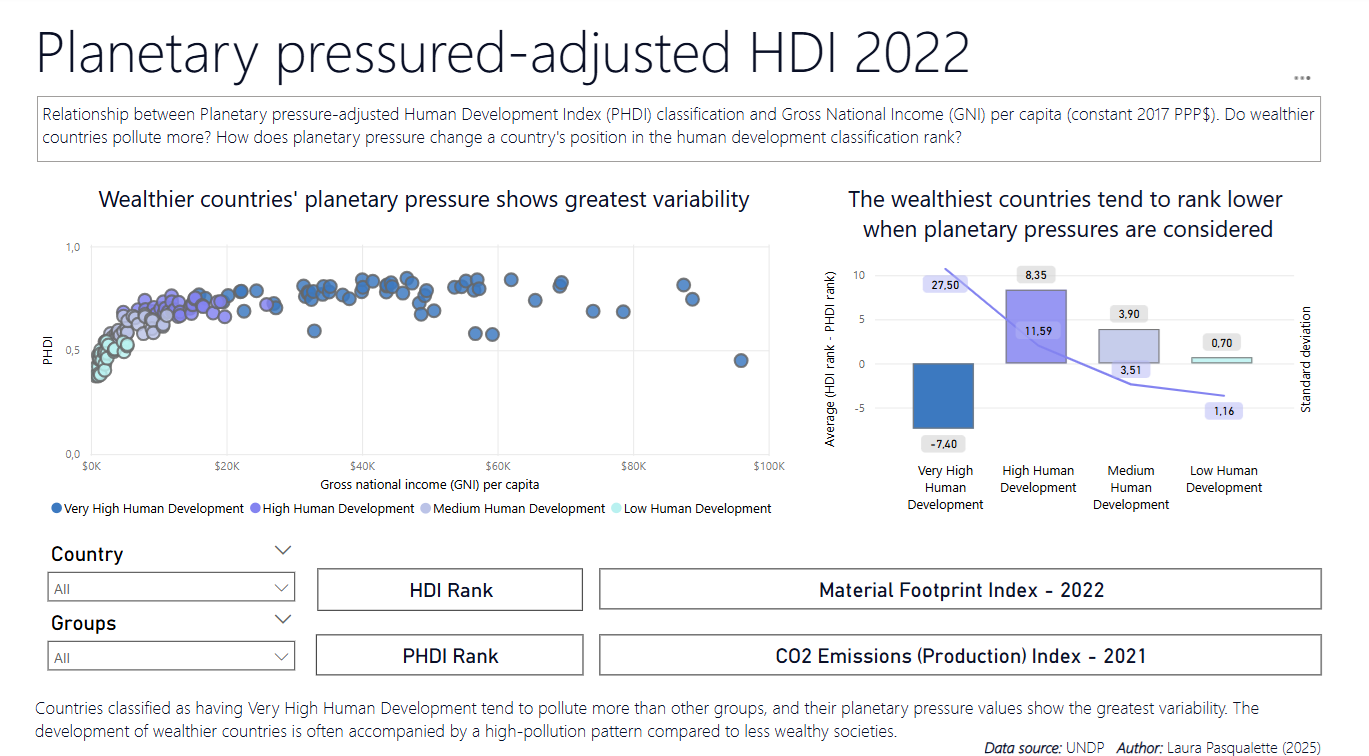 Planetary pressured-adjusted HDI 2022
...
Relationship between Planetary pressure-adjusted Human Development Index (PHDI) classification and Gross National Income (GNI) per capita (constant 2017 PPP$). Do wealthier
countries pollute more? How does planetary pressure change a country's position in the human development classification rank?
Wealthier countries' planetary pressure shows greatest variability
1,0
0,5
0,0
PHDI
$0K
$20K
$40K
$60K
$80K
$100K
Gross national income (GNI) per capita
Very High Human Development
High Human Development
Medium Human Development
Low Human Development
The wealthiest countries tend to rank lower
when planetary pressures are considered
Average (HDI rank - PHDI rank)
10
5
0
-5
27,50
8,35
11,59
3,90
3,51
0,70
1,16
-7,40
Standard deviation
Very High
Human
Development
High Human
Development
Medium
Human
Development
Low Human
Development
Country
All
Groups
All
HDI Rank
Material Footprint Index - 2022
PHDI Rank
CO2 Emissions (Production) Index - 2021
Countries classified as having Very High Human Development tend to pollute more than other groups, and their planetary pressure values show the greatest variability. The
development of wealthier countries is often accompanied by a high-pollution pattern compared to less wealthy societies.
Data source: UNDP Author: Laura Pasqualette (2025)